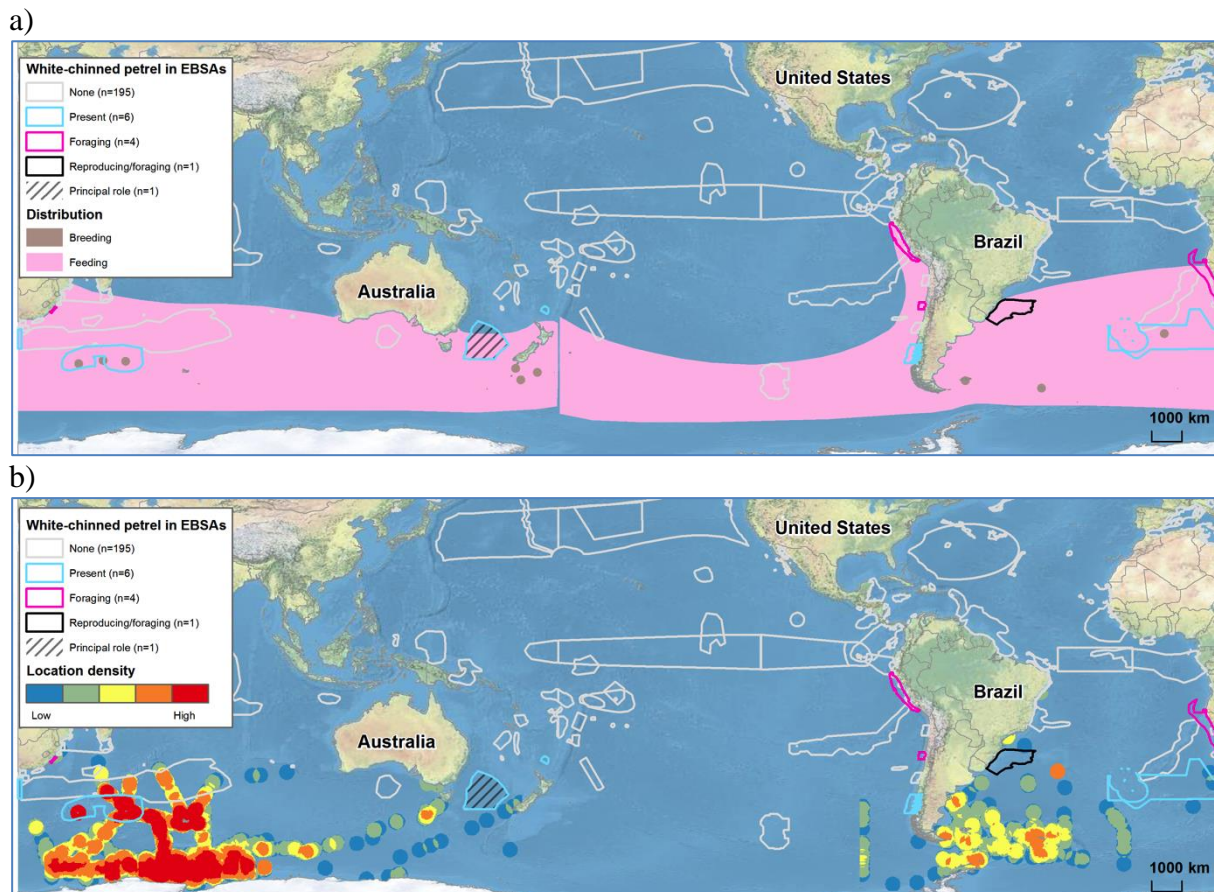 a)
White-chinned petrel in EBSAs
None (n=195)
Present (n=6)
Foraging (n=4)
Reproducing/foraging (n=1)
Principal role (n=1)
Distribution
Breeding
Feeding
United States
Brazil
Australia
1000 km
b)
White-chinned petrel in EBSAs
None (n=195)
Present (n=6)
Foraging (n=4)
Reproducing/foraging (n=1)
Principal role (n=1)
Location density
Low High
United States
Brazil
Australia
1000 km